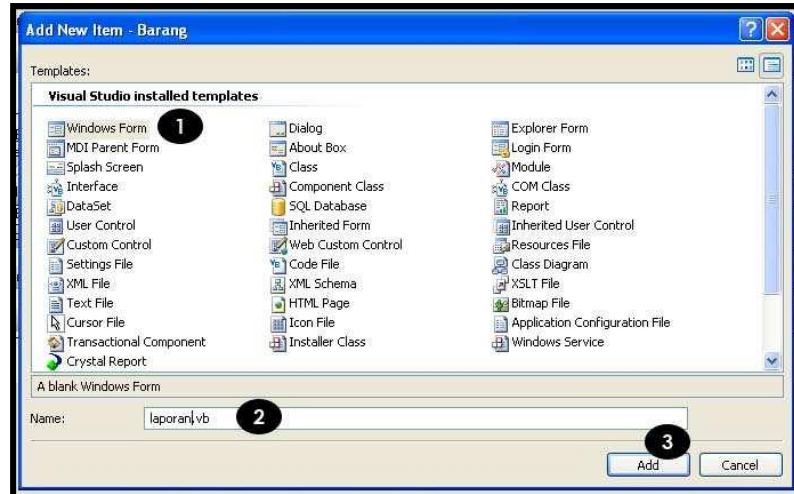 Add New Item - Barang
Templates:
Visual Studio installed templates
Windows Form 1 Dialog Explorer Form
MDI Parent Form About Box Login Form
Splash Screen Class Module
Interface Component Class COM Class
DataSet SQL Database Report
User Control Inherited Form Inherited User Control
Custom Control Web Custom Control Resources File
Settings File Code File Class Diagram
XML File XML Schema XSLT File
Text File HTML Page Bitmap File
Cursor File Icon File Application Configuration File
Transactional Component Installer Class Windows Service
Crystal Report
A blank Windows Form
Name: laporan.vb 2
3
Add Cancel